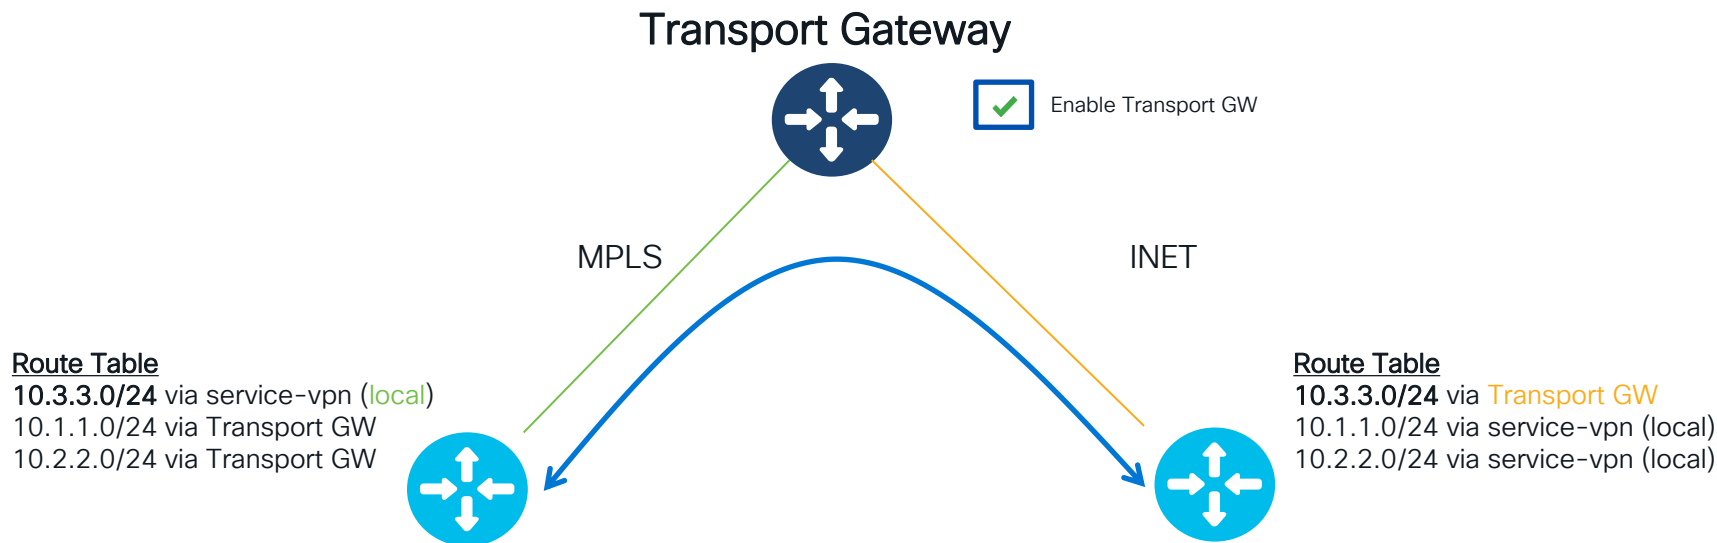 Transport Gateway
Enable Transport GW
MPLS
INET
Route Table
10.3.3.0/24 via service-vpn (local)
10.1.1.0/24 via Transport GW
10.2.2.0/24 via Transport GW
Route Table
10.3.3.0/24 via Transport GW
10.1.1.0/24 via service-vpn (local)
10.2.2.0/24 via service-vpn (local)